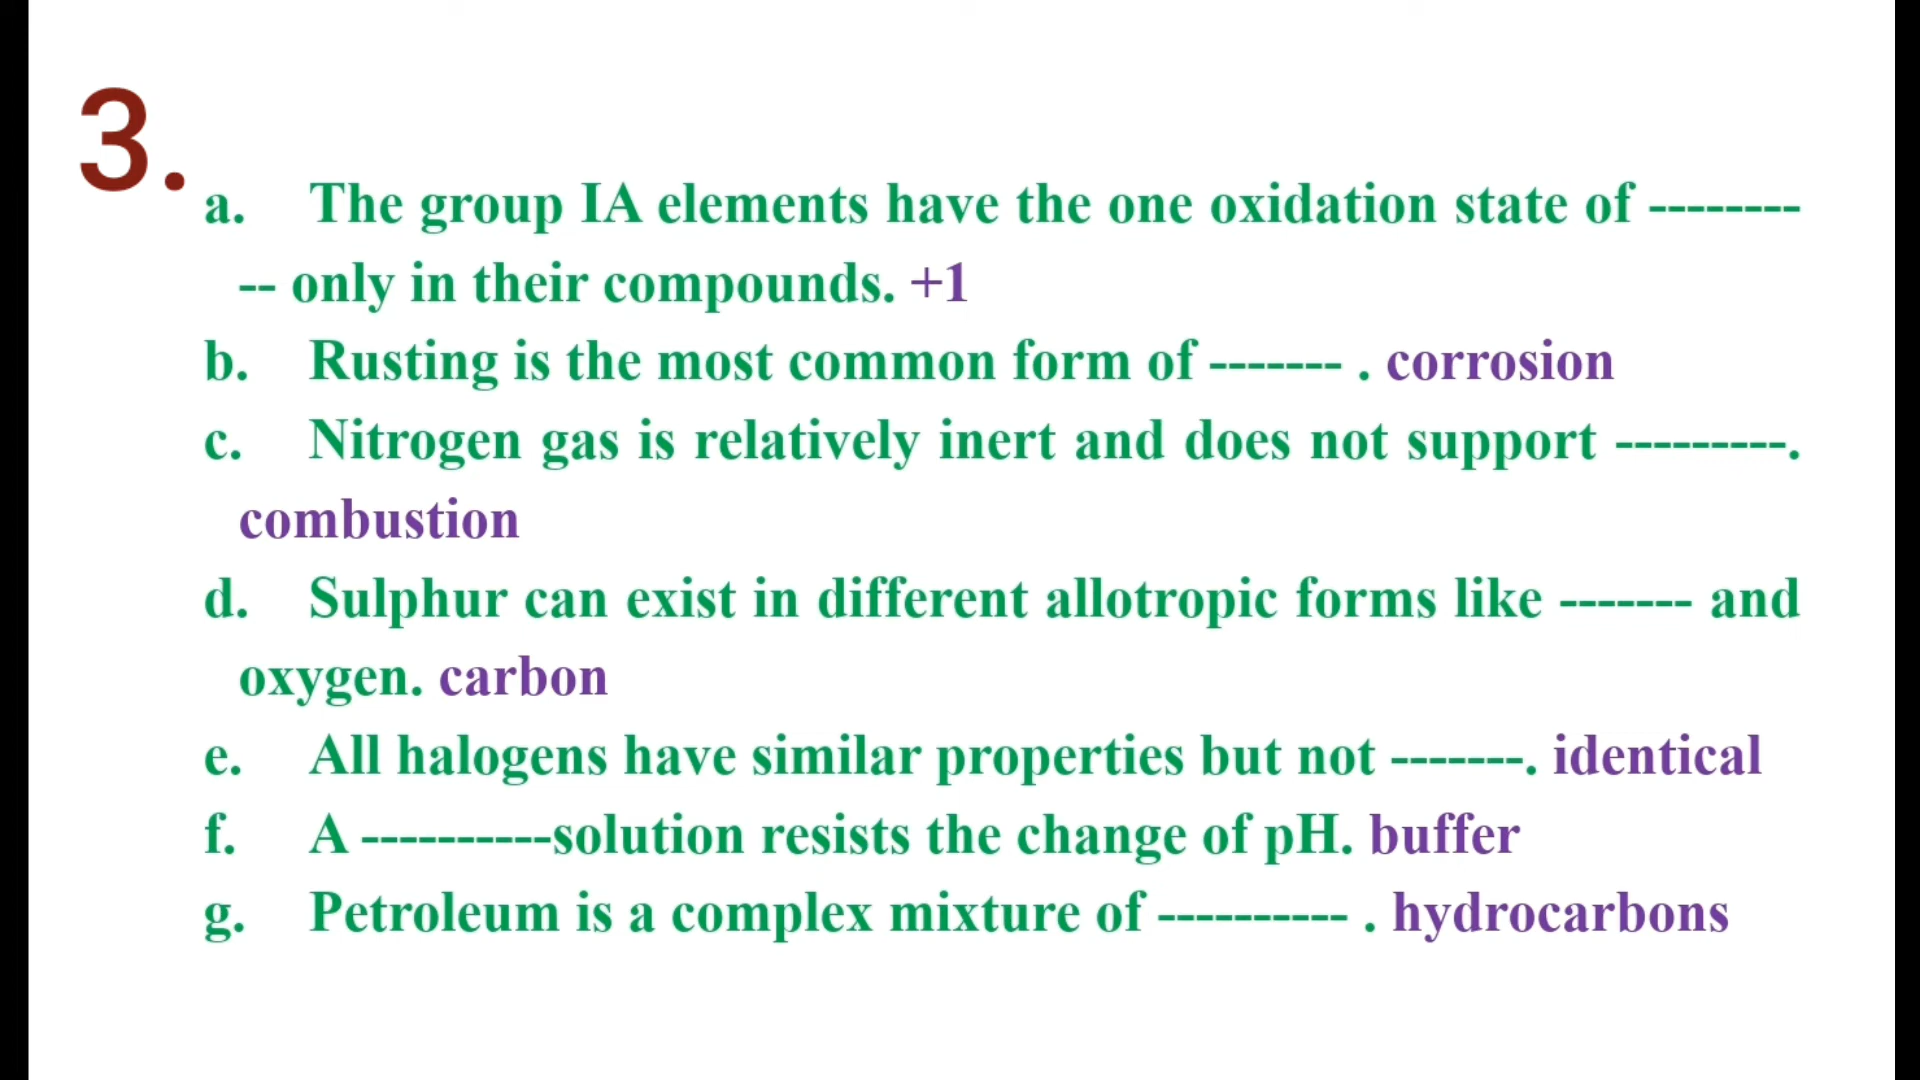 3.
a. The group IA elements have the one oxidation state of --------
-- only in their compounds. +1
b. Rusting is the most common form of ------- . corrosion
c. Nitrogen gas is relatively inert and does not support ---------.
combustion
d. Sulphur can exist in different allotropic forms like ------- and
oxygen. carbon
e. All halogens have similar properties but not -------. identical
f. A ----------solution resists the change of pH. buffer
g. Petroleum is a complex mixture of ---------- . hydrocarbons